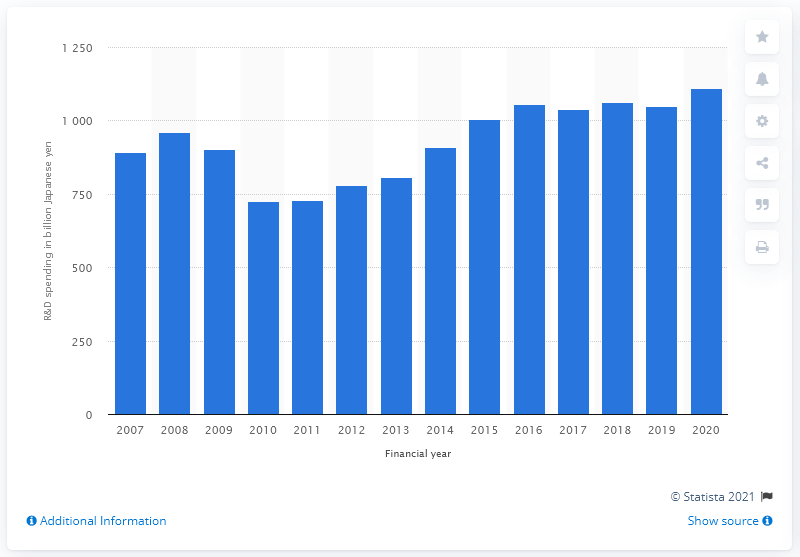 1 250
1 000
750
500
250
0
R&D spending in billion Japanese yen
2007 2008 2009 2010 2011 2012 2013 2014 2015 2016 2017 2018 2019 2020
Financial year
© Statista 2021
Additional Information
Show source